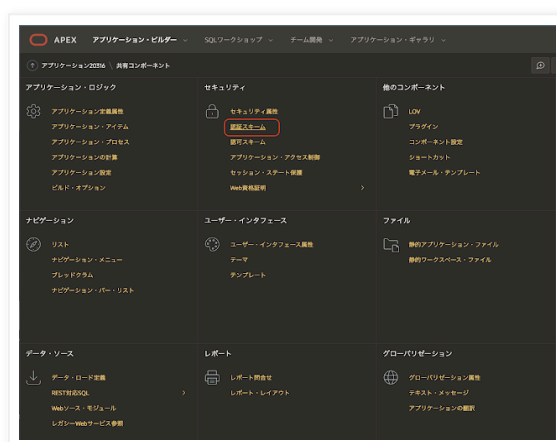 APEX アプリケーション・ビルダー SQLワークショップ チーム開発 アプリケーション・ギャラリ
アプリケーション20316 \ 共有コンポーネント
アプリケーション・ロジック
アプリケーション定義属性
アプリケーション・アイテム
アプリケーション・プロセス
アプリケーションの計算
アプリケーション設定
ビルド・オプション
セキュリティ
セキュリティ属性
認証スキーム
認可スキーム
アプリケーション・アクセス制御
セッション・ステート保護
Web資格証明
他のコンポーネント
LOV
プラグイン
コンポーネント設定
ショートカット
電子メール・テンプレート
ナビゲーション
リスト
ナビゲーション・メニュー
ブレッドクラム
ナビゲーション・バー・リスト
ユーザー・インタフェース
ユーザー・インタフェース属性
テーマ
テンプレート
ファイル
静的アプリケーション・ファイル
静的ワークスペース・ファイル
データ・ソース
データ・ロード定義
REST対応SQL
Webソース・モジュール
レガシーWebサービス参照
レポート
レポート問合せ
レポート・レイアウト
グローバリゼーション
グローバリゼーション属性
テキスト・メッセージ
アプリケーションの翻訳